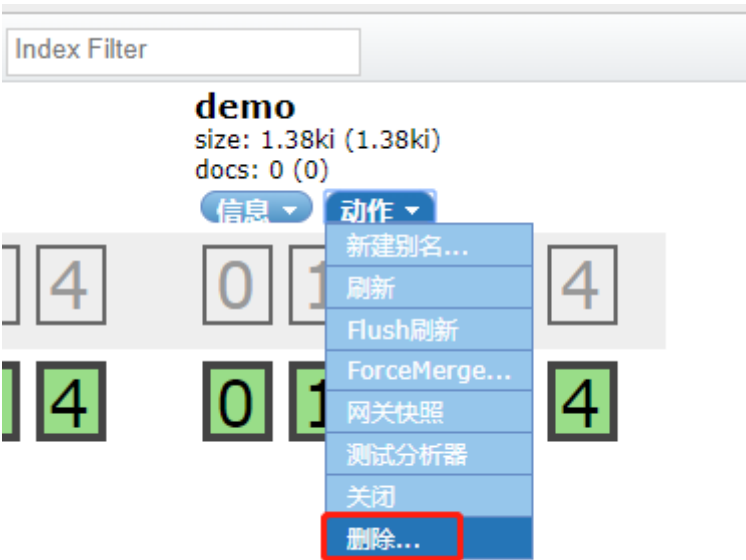 Index Filter
demo
size: 1.38ki (1.38ki)
docs: 0 (0)
信息 动作
新建别名...
刷新
Flush刷新
ForceMerge...
网关快照
测试分析器
关闭
删除...
4 0 1 4
4 0 1 4